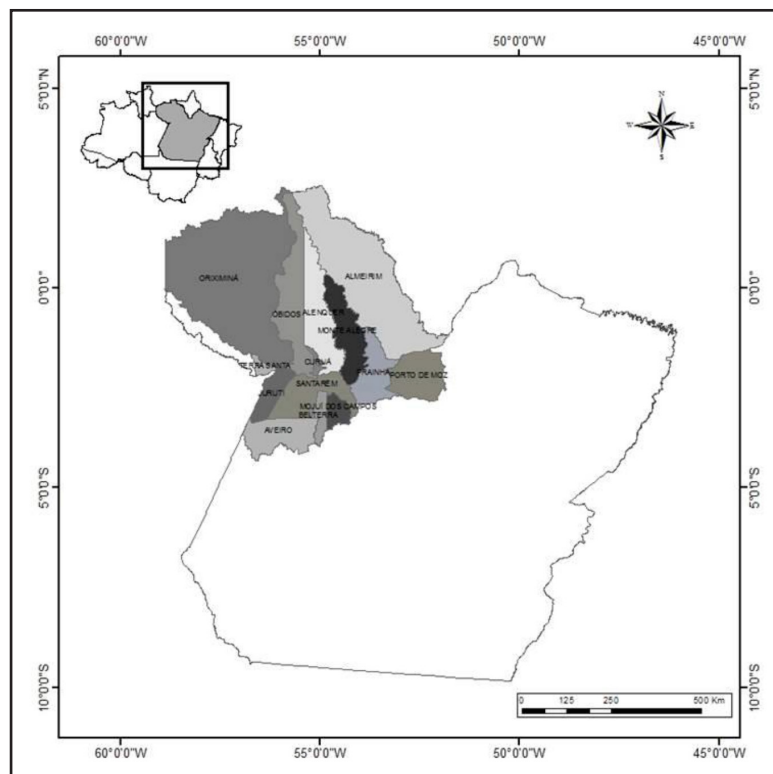 60°0'0"W 55°0'0"W 50°0'0"W 45°0'0"W
5°0'0"N 5°0'0"N
N
W E
S
ALMEIRIM
ORIXIMINÁ
0°0'0" 0°0'0"
ÓBIDOS ALENQUER
MONTE ALEGRE
TERRA SANTA CURUÁ PRAINHA PORTO DE MOZ
SANTARÉM
JURUTI
MOJUÍ DOS CAMPOS
BELTERRA
AVEIRO
5°0'0"S 5°0'0"S
10°0'0"S 10°0'0"S
0 125 250 500 Km
60°0'0"W 55°0'0"W 50°0'0"W 45°0'0"W